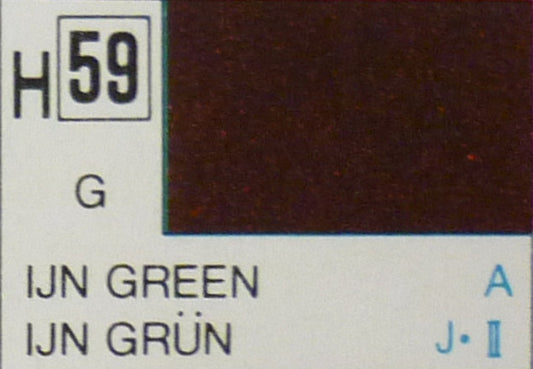 H 59
G
IJN GREEN A
IJN GRÜN J・II